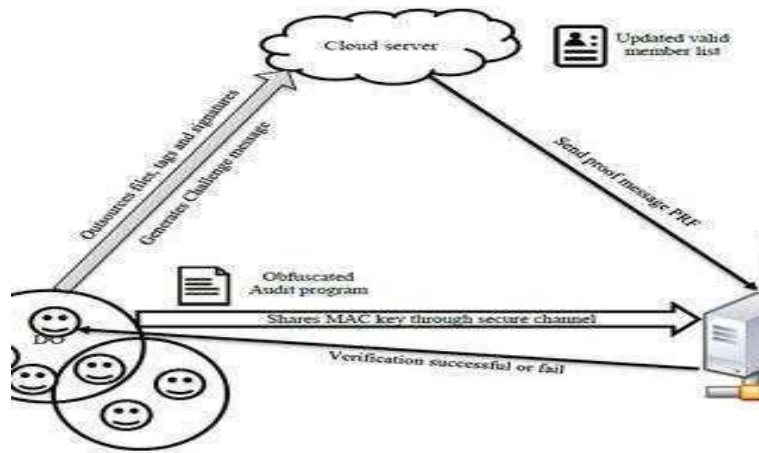 Cloud server
Updated valid
member list
Outsources files, tags and signatures
Generates Challenge message
Send proof message PRF
Obfuscated
Audit program
Shares MAC key through secure channel
DO
Verification successful or fail